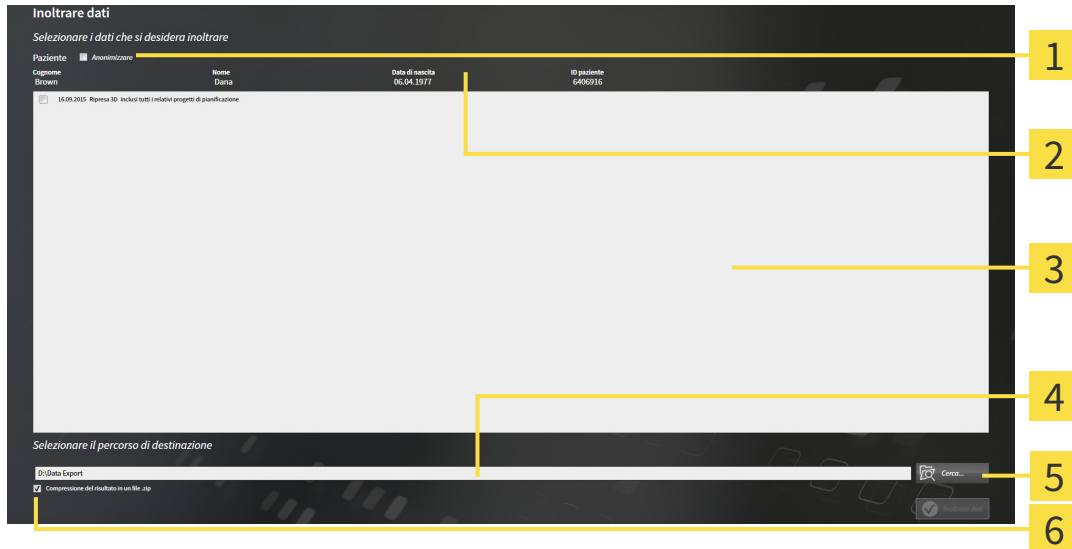 Inoltrare dati
Selezionare i dati che si desidera inoltrare
Paziente Anonimizzare
Cognome Nome Data di nascita ID paziente
Brown Dana 06.04.1977 6406916
16.09.2015 Ripresa 3D inclusi tutti i relativi progetti di pianificazione
Selezionare il percorso di destinazione
D:\Data Export
Cerca...
Compressione del risultato in un file .zip
Inoltrare dati
1
2
3
4
5
6